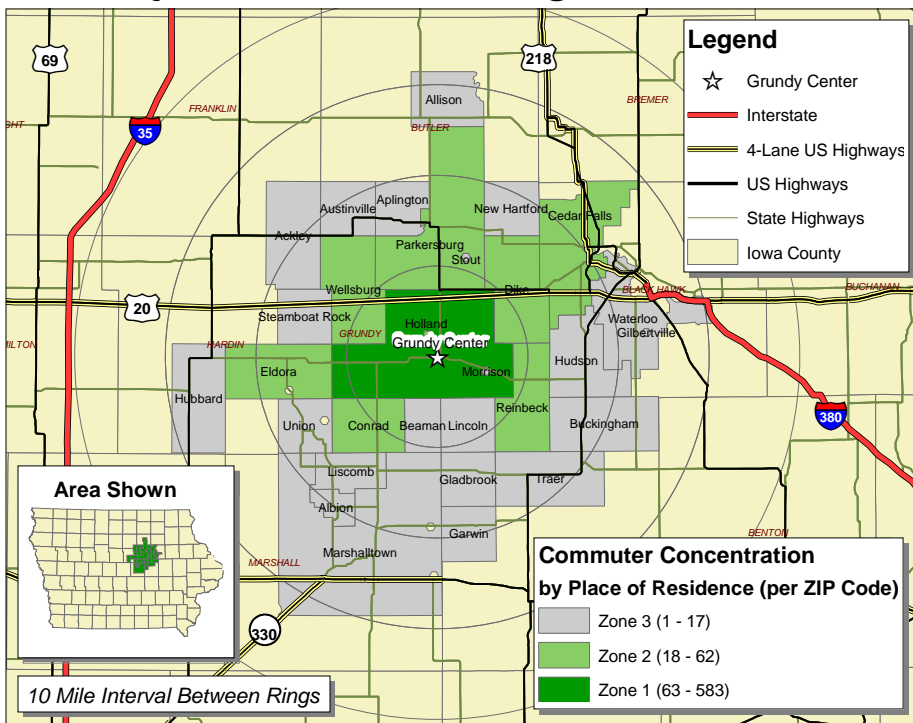 69
218
Legend
Grundy Center
Interstate
4-Lane US Highways
US Highways
State Highways
Iowa County
Allison
FRANKLIN
BREMER
GHT
BUTLER
35
Austinville
Aplington
New Hartford
Cedar Falls
Ackley
Parkersburg
Stout
Wellsburg
Dike
BLACK HAWK
BUCHANAN
20
Steamboat Rock
Holland
Waterloo
GRUNDY
Gilbertville
Grundy Center
MILTON
HARDIN
Eldora
Morrison
Hudson
Hubbard
Reinbeck
380
Union
Conrad
Beaman
Lincoln
Buckingham
Liscomb
Gladbrook
Traer
Area Shown
Albion
Garwin
BENTON
Marshalltown
MARSHALL
Commuter Concentration
by Place of Residence (per ZIP Code)
Zone 3 (1 - 17)
Zone 2 (18 - 62)
Zone 1 (63 - 583)
330
10 Mile Interval Between Rings